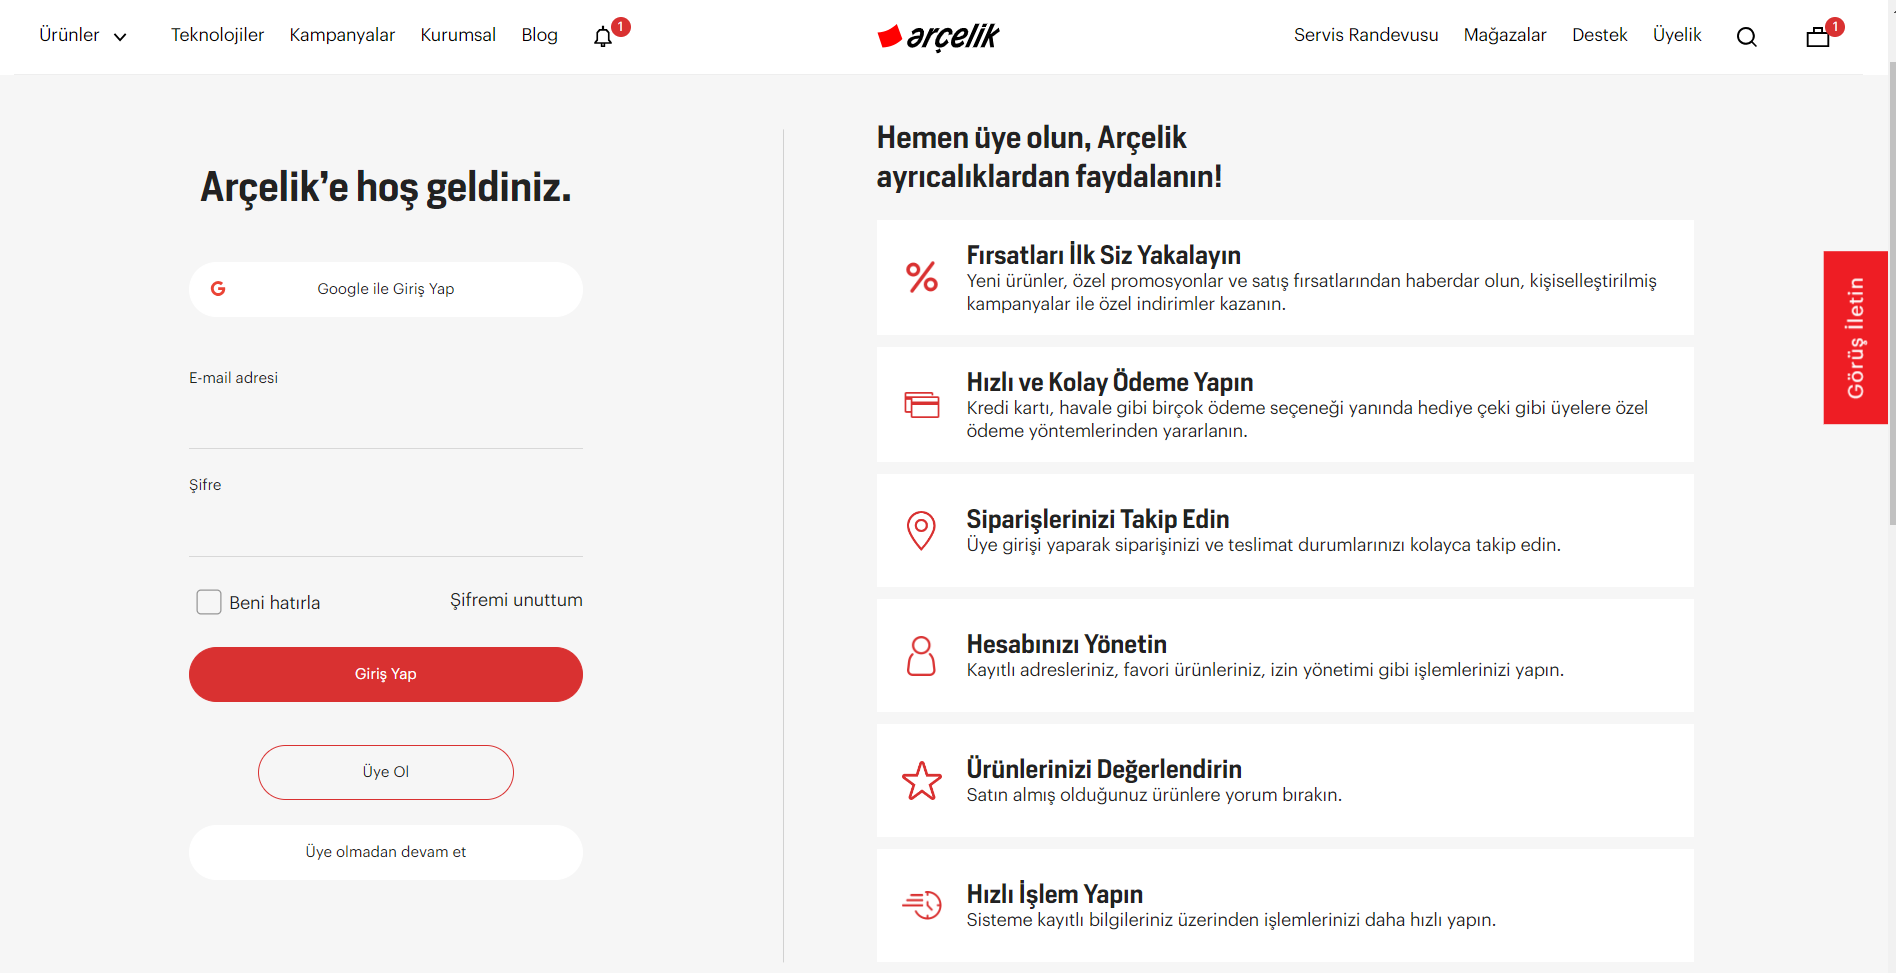 Ürünler
Teknolojiler
Kampanyalar
Kurumsal
Blog
1
arçelik
Servis Randevusu
Mağazalar
Destek
Üyelik
1
Arçelik’e hoş geldiniz.
Google ile Giriş Yap
E-mail adresi
Şifre
Beni hatırla
Şifremi unuttum
Giriş Yap
Üye Ol
Üye olmadan devam et
Hemen üye olun, Arçelik
ayrıcalıklardan faydalanın!
Fırsatları İlk Siz Yakalayın
Yeni ürünler, özel promosyonlar ve satış fırsatlarından haberdar olun, kişiselleştirilmiş
kampanyalar ile özel indirimler kazanın.
Hızlı ve Kolay Ödeme Yapın
Kredi kartı, havale gibi birçok ödeme seçeneği yanında hediye çeki gibi üyelere özel
ödeme yöntemlerinden yararlanın.
Siparişlerinizi Takip Edin
Üye girişi yaparak siparişinizi ve teslimat durumlarınızı kolayca takip edin.
Hesabınızı Yönetin
Kayıtlı adresleriniz, favori ürünleriniz, izin yönetimi gibi işlemlerinizi yapın.
Ürünlerinizi Değerlendirin
Satın almış olduğunuz ürünlere yorum bırakın.
Hızlı İşlem Yapın
Sisteme kayıtlı bilgileriniz üzerinden işlemlerinizi daha hızlı yapın.
Görüş İletin